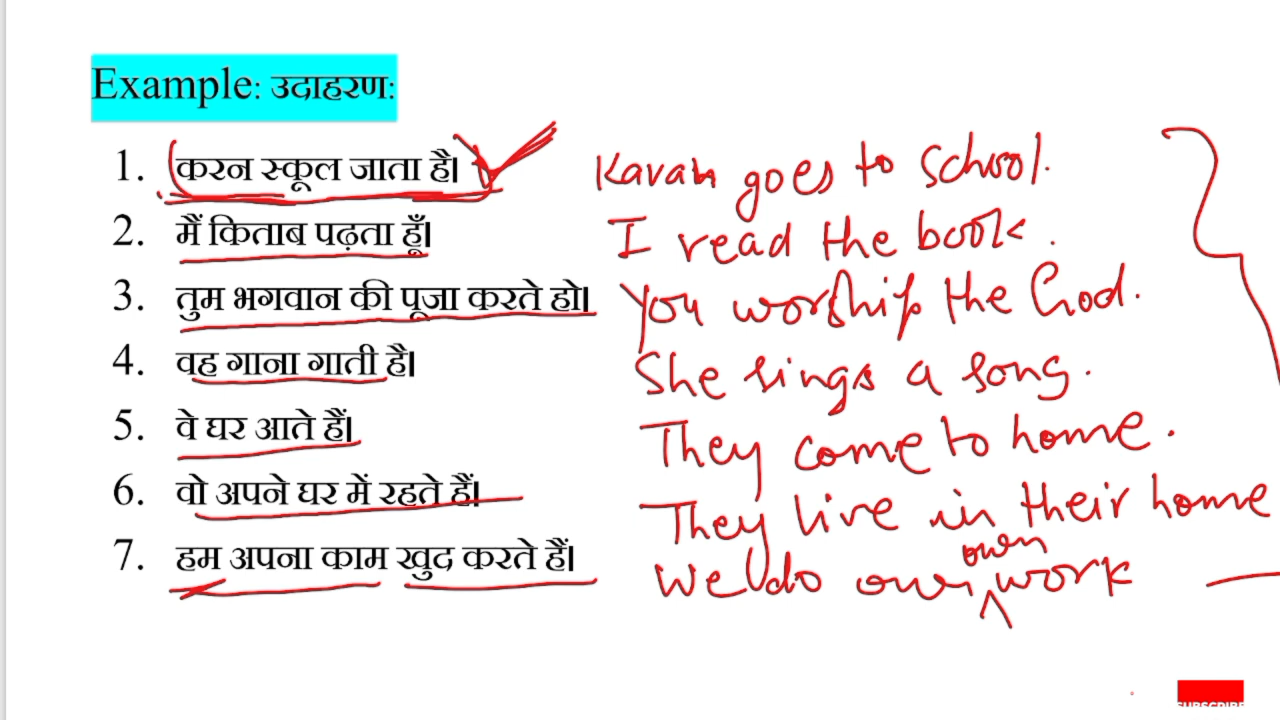 Example: उदाहरण:
1. करन स्कूल जाता है। Karan goes to School.
2. मैं किताब पढ़ता हूँ। I read the book.
3. तुम भगवान की पूजा करते हो। You worship the God.
4. वह गाना गाती है। She sings a song.
5. वे घर आते हैं। They come to home.
6. वो अपने घर में रहते हैं। They live in their home
own
7. हम अपना काम खुद करते हैं। We do our work
SUBSCRIBE